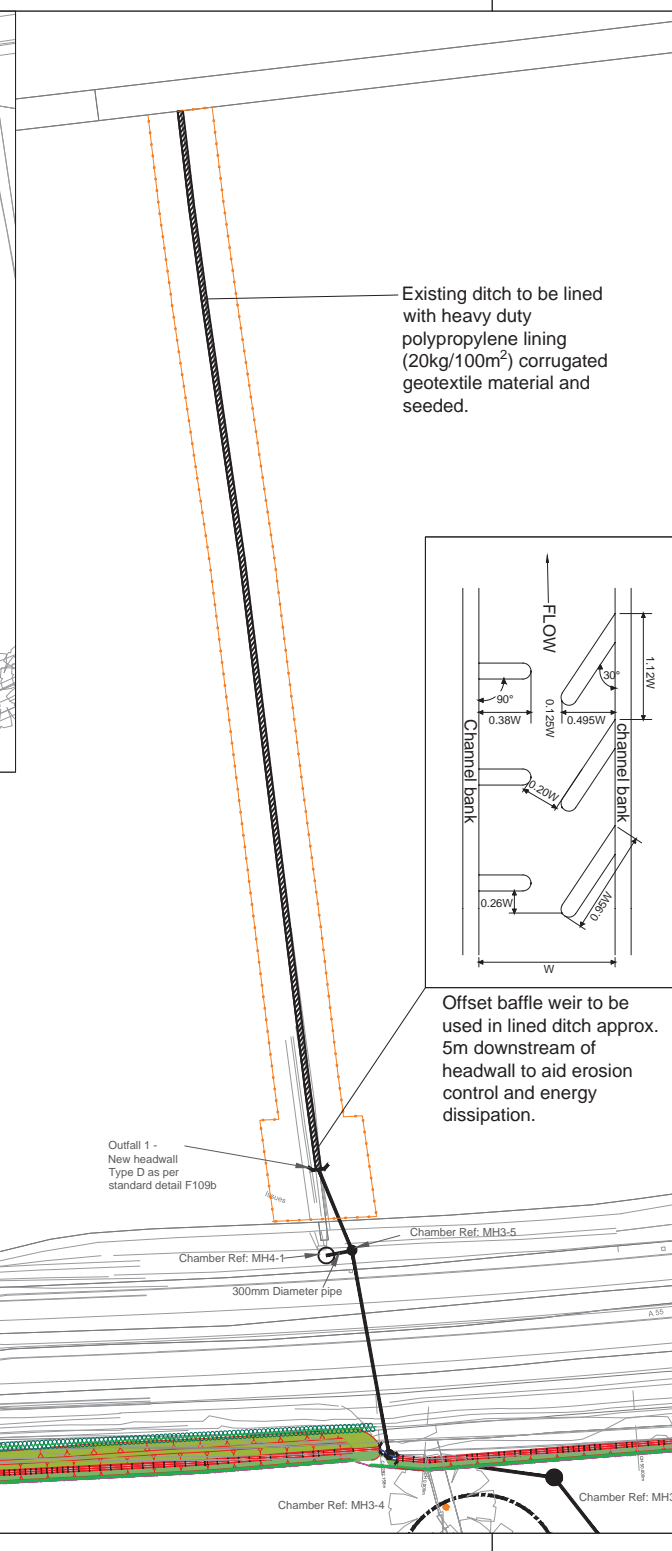 Existing ditch to be lined
with heavy duty
polypropylene lining
(20kg/100m²) corrugated
geotextile material and
seeded.
FLOW
1.12W
30°
90°
0.38W
0.125W
0.495W
Channel bank
channel bank
0.20W
0.26W
0.95W
W
Offset baffle weir to be
used in lined ditch approx.
5m downstream of
headwall to aid erosion
control and energy
dissipation.
Outfall 1 -
New headwall
Type D as per
standard detail F109b
Issues
Chamber Ref: MH3-5
Chamber Ref: MH4-1
300mm Diameter pipe
A 55
Chamber Ref: MH3-4
Chamber Ref: MH3